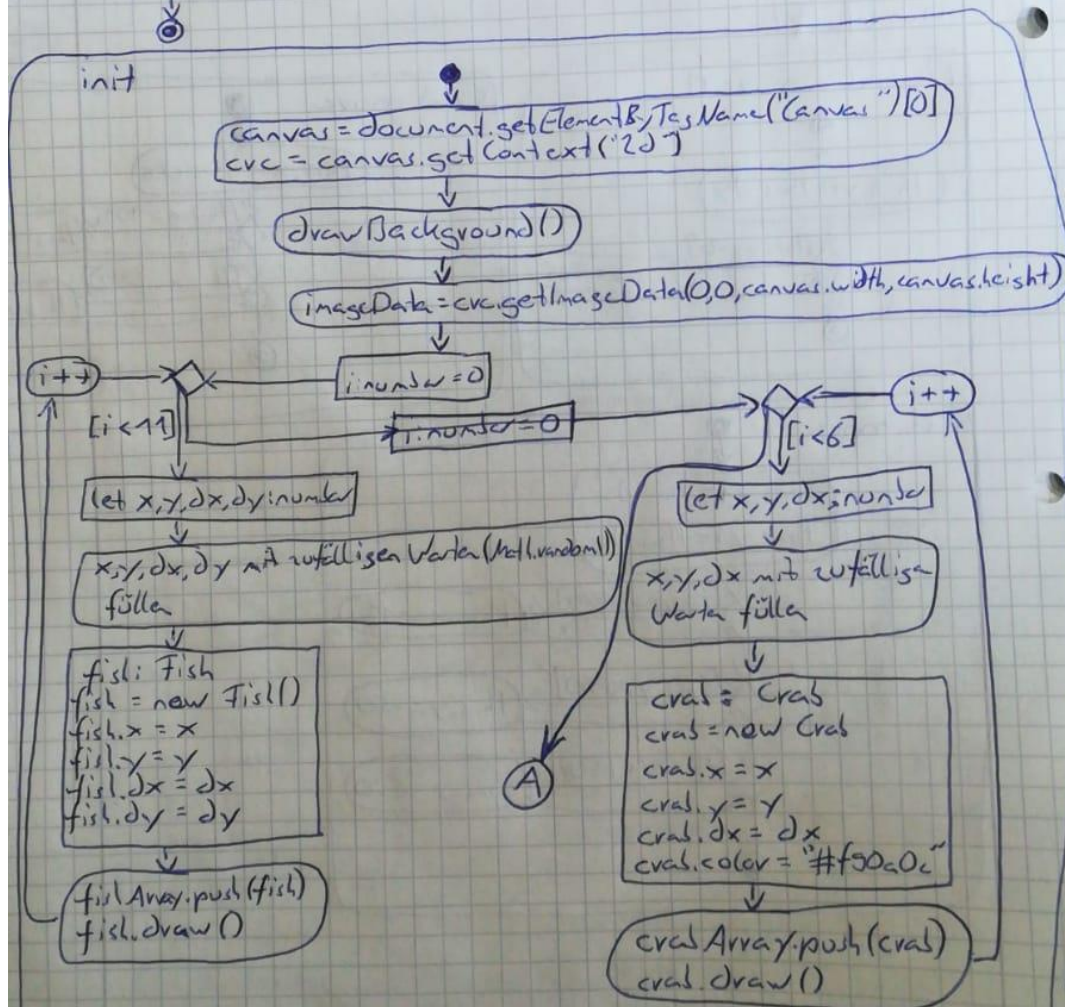 init
canvas = document.getElementByTagName("Canvas")[0]
crc = canvas.getContext("2d")
drawBackground()
imageData = crc.getImageData(0,0,canvas.width,canvas.height)
i:number = 0
i++
[i<11]
let x,y,dx,dy:number
x,y,dx,dy mit zufälligen Werten (Math.random())
füllen
fish: Fish
fish = new Fish()
fish.x = x
fish.y = y
fish.dx = dx
fish.dy = dy
fishArray.push(fish)
fish.draw()
i:number = 0
i++
[i<6]
let x,y,dx:number
x,y,dx mit zufälligen
Werten füllen
crab: Crab
crab = new Crab
crab.x = x
crab.y = y
crab.dx = dx
crab.color =
crabArray.push(crab)
crab.draw()
A